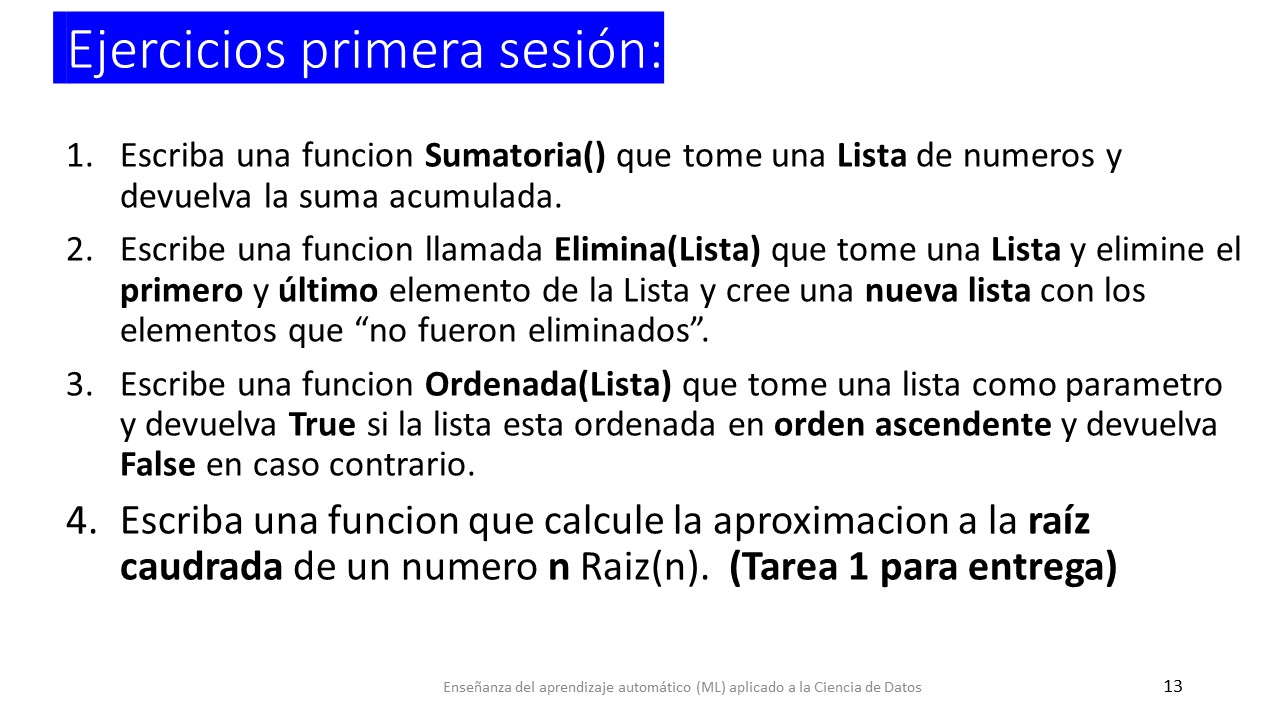 Ejercicios primera sesión:
1. Escriba una funcion Sumatoria() que tome una Lista de numeros y
devuelva la suma acumulada.
2. Escribe una funcion llamada Elimina(Lista) que tome una Lista y elimine el
primero y último elemento de la Lista y cree una nueva lista con los
elementos que “no fueron eliminados”.
3. Escribe una funcion Ordenada(Lista) que tome una lista como parametro
y devuelva True si la lista esta ordenada en orden ascendente y devuelva
False en caso contrario.
4. Escriba una funcion que calcule la aproximacion a la raíz
caudrada de un numero n Raiz(n). (Tarea 1 para entrega)
Enseñanza del aprendizaje automático (ML) aplicado a la Ciencia de Datos
13